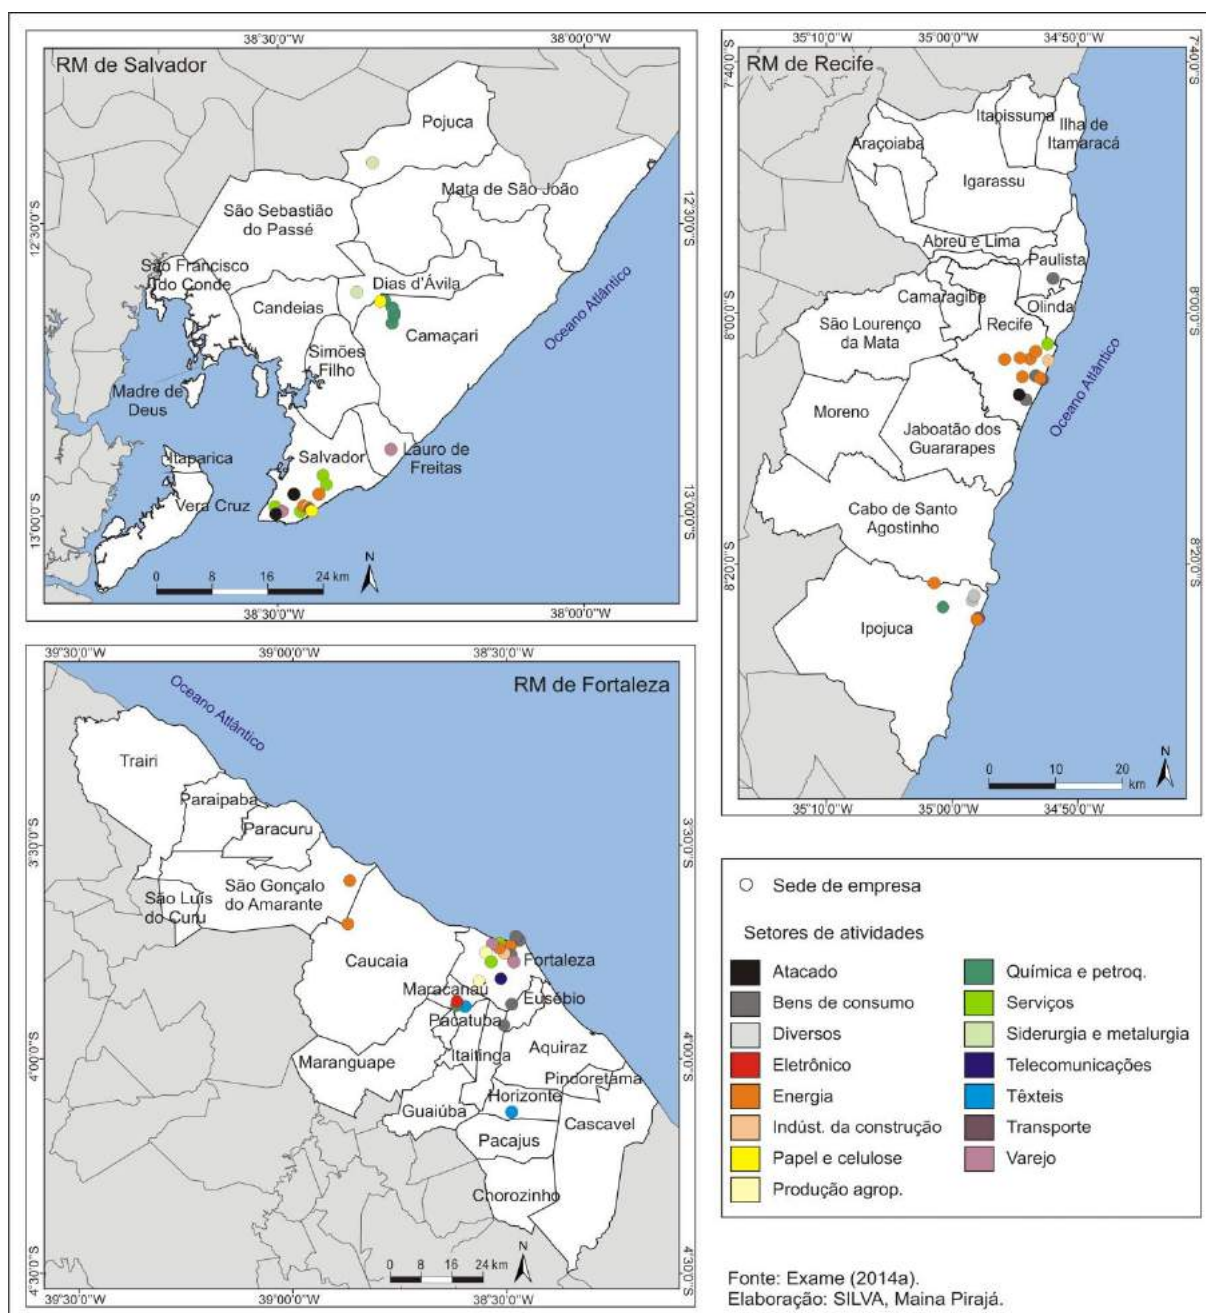 38°30'0"W
38°00'0"W
RM de Salvador
Pojuca
Mata de São João
São Sebastião
do Passé
12°30'0"S
12°30'0"S
São Francisco
do Conde
Dias d'Ávila
Candeias
Camaçari
Oceano Atlântico
Simões
Filho
Madre de
Deus
Lauro de
Freitas
Salvador
Itaparica
Vera Cruz
13°00'0"S
13°00'0"S
N
0 8 16 24 km
38°30'0"W
38°00'0"W
35°10'0"W
35°00'0"W
34°50'0"W
7°40'0"S
7°40'0"S
RM de Recife
Itapissuma
Ilha de
Itamaracá
Araçoiaba
Igarassu
Abreu e Lima
Paulista
Camaragibe
Olinda
8°00'0"S
8°00'0"S
São Lourenço
da Mata
Recife
Oceano Atlântico
Moreno
Jaboatão dos
Guararapes
Cabo de Santo
Agostinho
8°20'0"S
8°20'0"S
Ipojuca
N
0 10 20
km
35°10'0"W
35°00'0"W
34°50'0"W
39°30'0"W
39°00'0"W
38°30'0"W
Oceano Atlântico
RM de Fortaleza
Trairi
Paraipaba
Paracuru
3°30'0"S
3°30'0"S
São Luís
do Curu
São Gonçalo
do Amarante
Caucaia
Fortaleza
Maracanaú
Eusébio
Pacatuba
Itaitinga
Aquiraz
Maranguape
4°00'0"S
4°00'0"S
Pindoretama
Horizonte
Guaiúba
Cascavel
Pacajus
Chorozinho
N
0 8 16 24 km
4°30'0"S
4°30'0"S
39°30'0"W
39°00'0"W
38°30'0"W
Sede de empresa
Setores de atividades
Atacado
Bens de consumo
Diversos
Eletrônico
Energia
Indúst. da construção
Papel e celulose
Produção agrop.
Química e petroq.
Serviços
Siderurgia e metalurgia
Telecomunicações
Têxteis
Transporte
Varejo
Fonte: Exame (2014a).
Elaboração: SILVA, Maina Pirajá.